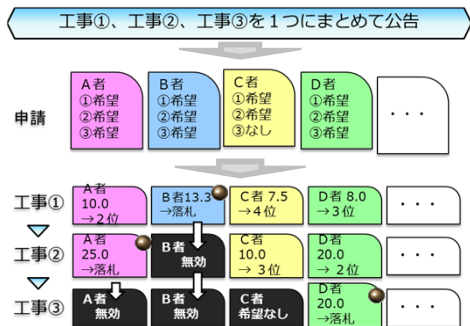 工事①、工事②、工事③を１つにまとめて公告
申請
A者
①希望
②希望
③希望
B者
①希望
②希望
③希望
C者
①希望
②希望
③なし
D者
①希望
②希望
③希望
・・・
工事①
A者
10.0
→２位
B者13.3
→落札
C者 7.5
→４位
D者 8.0
→３位
・・・
工事②
A者
25.0
→落札
B者
無効
C者
10.0
→ ３位
D者
20.0
→ ２位
・・・
工事③
A者
無効
B者
無効
C者
希望なし
D者
20.0
→落札
・・・